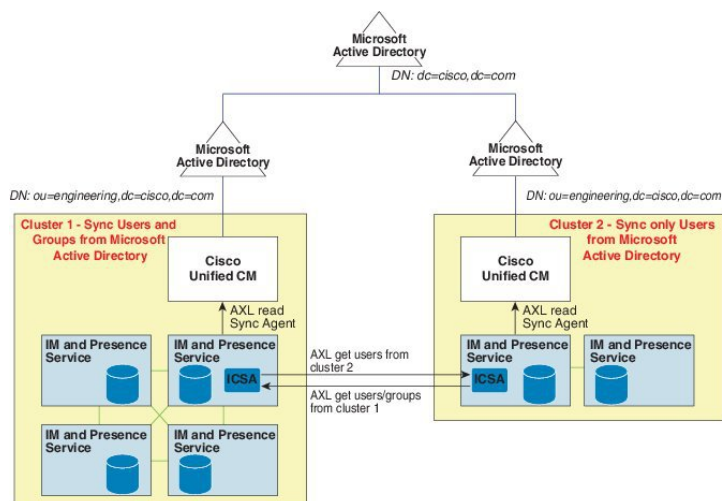 Microsoft
Active Directory
DN: dc=cisco,dc=com
Microsoft
Active Directory
Microsoft
Active Directory
DN: ou=engineering,dc=cisco,dc=com
DN: ou=engineering,dc=cisco,dc=com
Cluster 1 - Sync Users and
Groups from Microsoft
Active Directory
Cisco
Unified CM
AXL read
Sync Agent
IM and Presence
Service
IM and Presence
Service
ICSA
IM and Presence
Service
IM and Presence
Service
AXL get users from
cluster 2
AXL get users/groups
from cluster 1
Cluster 2 - Sync only Users
from Microsoft
Active Directory
Cisco
Unified CM
AXL read
Sync Agent
IM and Presence
Service
ICSA
IM and Presence
Service